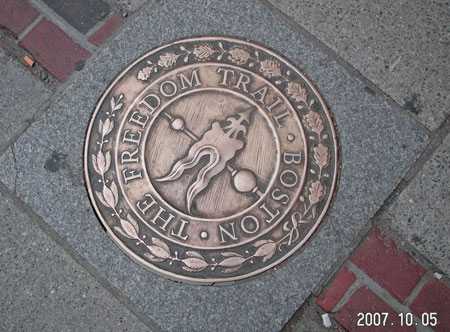 THE FREEDOM TRAIL · BOSTON ·
2007.10.05